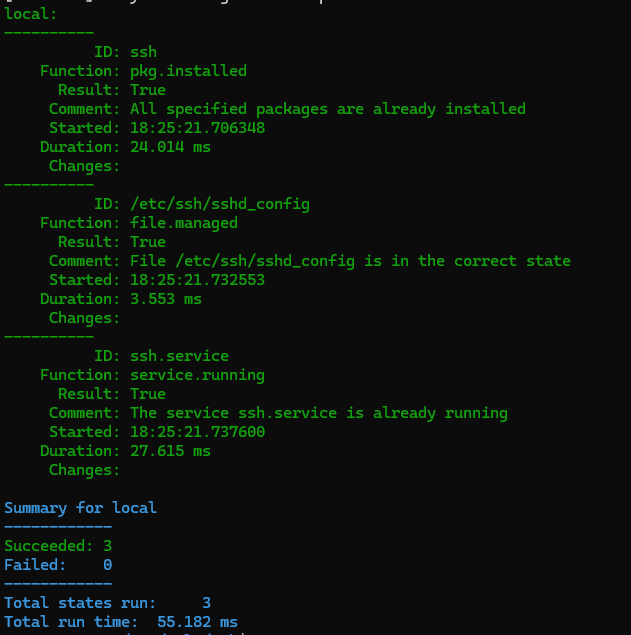 local:
----------
          ID: ssh
    Function: pkg.installed
      Result: True
     Comment: All specified packages are already installed
     Started: 18:25:21.706348
    Duration: 24.014 ms
     Changes:
----------
          ID: /etc/ssh/sshd_config
    Function: file.managed
      Result: True
     Comment: File /etc/ssh/sshd_config is in the correct state
     Started: 18:25:21.732553
    Duration: 3.553 ms
     Changes:
----------
          ID: ssh.service
    Function: service.running
      Result: True
     Comment: The service ssh.service is already running
     Started: 18:25:21.737600
    Duration: 27.615 ms
     Changes:

Summary for local
------------
Succeeded: 3
Failed:    0
------------
Total states run:     3
Total run time:  55.182 ms